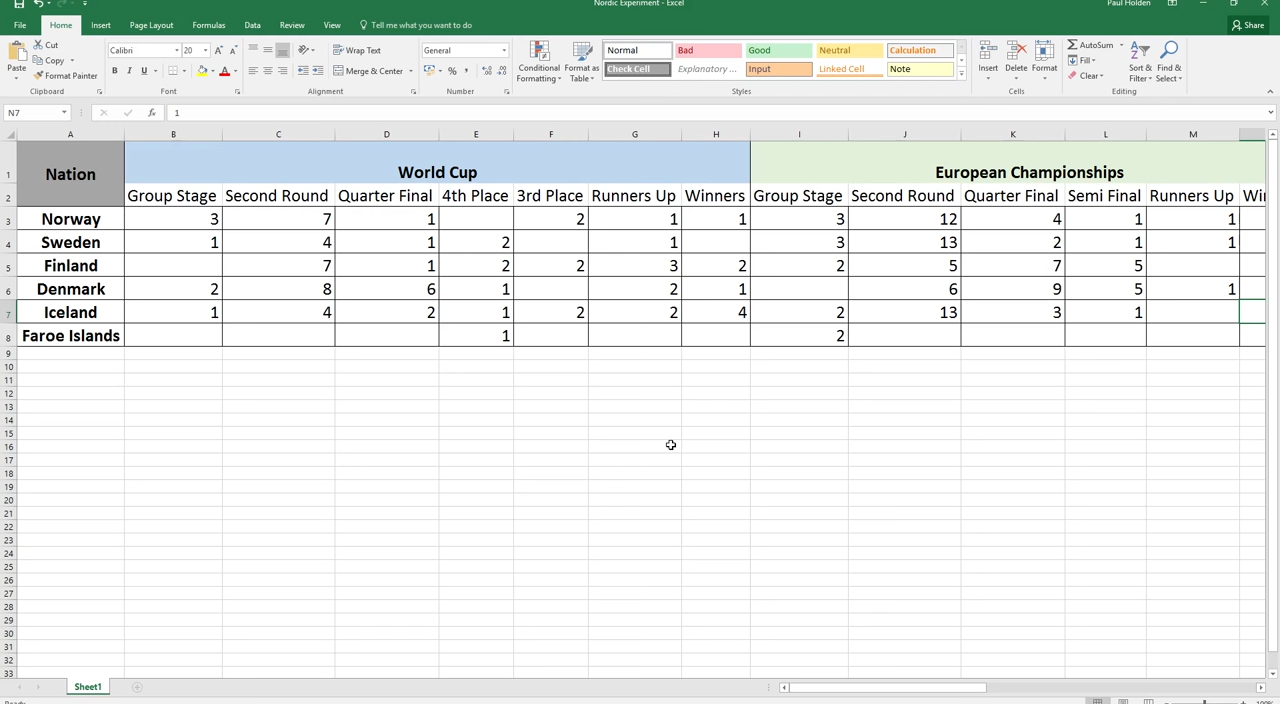 Nordic Experiment - Excel
Paul Holden
File Home Insert Page Layout Formulas Data Review View Tell me what you want to do Share
Paste Cut Copy Format Painter Clipboard
Calibri 20 B I U Font
Wrap Text Merge & Center Alignment
General % Number
Conditional Formatting Format as Table
Normal Bad Good Neutral Calculation
Check Cell Explanatory ... Input Linked Cell Note
Styles
Insert Delete Format Cells
AutoSum Fill Clear Sort & Filter Find & Select Editing
N7 fx 1
A B C D E F G H I J K L M
1 Nation World Cup European Championships
2 Group Stage Second Round Quarter Final 4th Place 3rd Place Runners Up Winners Group Stage Second Round Quarter Final Semi Final Runners Up
3 Norway 3 7 1 2 1 1 3 12 4 1 1
4 Sweden 1 4 1 2 1 3 13 2 1 1
5 Finland 7 1 2 2 3 2 2 5 7 5
6 Denmark 2 8 6 1 2 1 6 9 5 1
7 Iceland 1 4 2 1 2 2 4 2 13 3 1
8 Faroe Islands 1 2
9
10
11
12
13
14
15
16
17
18
19
20
21
22
23
24
25
26
27
28
29
30
31
32
33
Sheet1